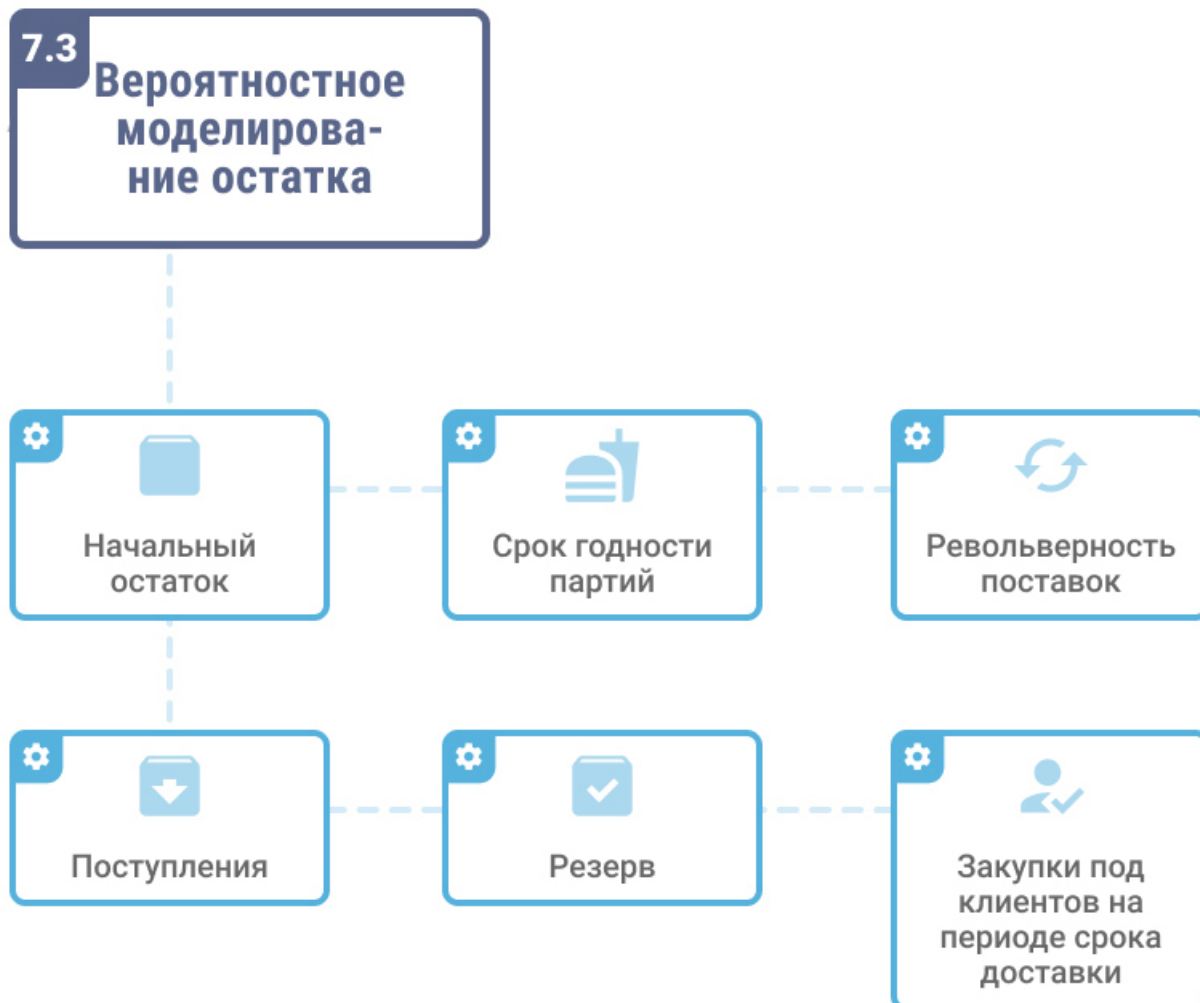 7.3
Вероятностное
моделирова-
ние остатка
Начальный
остаток
Срок годности
партий
Револьверность
поставок
Поступления
Резерв
Закупки под
клиентов на
периоде срока
доставки